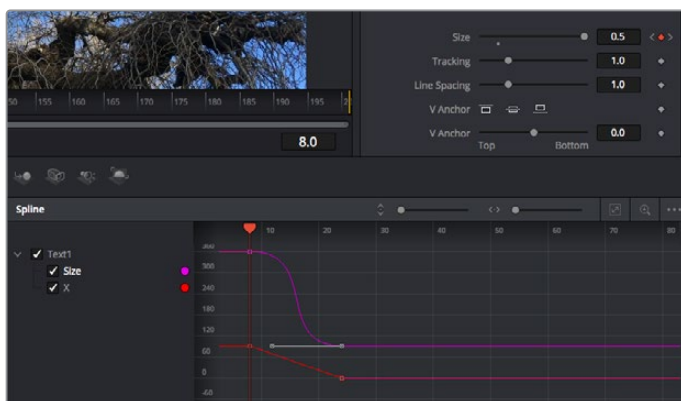 Size 0.5
Tracking 1.0
Line Spacing 1.0
V Anchor
V Anchor 0.0
Top Bottom
50 155 160 165 170 175 180 185 190 195
8.0
Spline
10 20 30 40 50 60 70 80
Text1
Size
X
360
300
240
180
120
60
0
-60